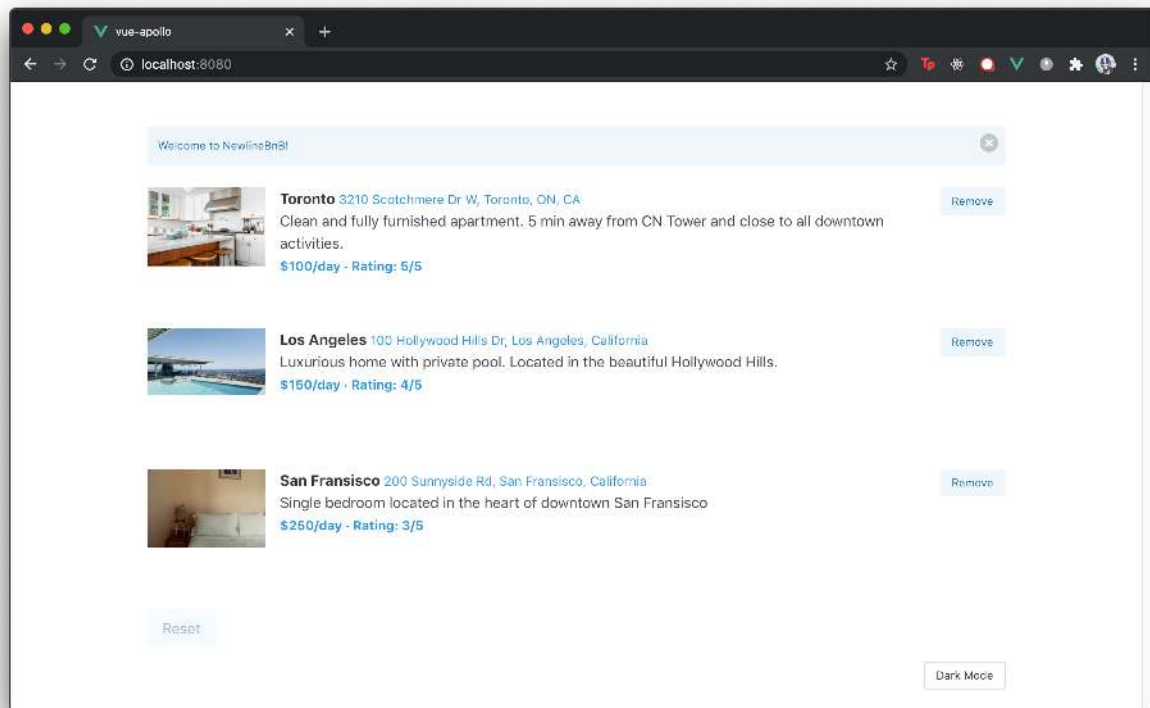 vue-apollo
localhost:8080
Tp
Welcome to NewlineBnB!
Toronto 3210 Scotchmere Dr W, Toronto, ON, CA
Remove
Clean and fully furnished apartment. 5 min away from CN Tower and close to all downtown
activities.
$100/day - Rating: 5/5
Los Angeles 100 Hollywood Hills Dr, Los Angeles, California
Remove
Luxurious home with private pool. Located in the beautiful Hollywood Hills.
$150/day - Rating: 4/5
San Fransisco 200 Sunnyside Rd, San Fransisco, California
Remove
Single bedroom located in the heart of downtown San Fransisco
$250/day - Rating: 3/5
Reset
Dark Mode